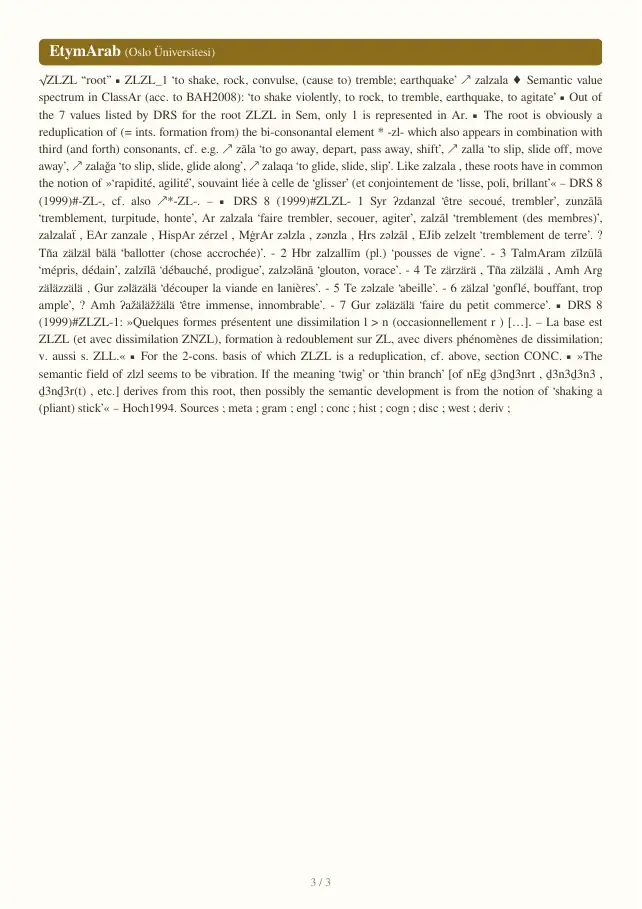 EtymArab (Oslo Üniversitesi)
√ZLZL “root” ▪ ZLZL_1 ‘to shake, rock, convulse, (cause to) tremble; earthquake’ ↗ zalzala ♦ Semantic value
spectrum in ClassAr (acc. to BAH2008): ‘to shake violently, to rock, to tremble, earthquake, to agitate’ ▪ Out of
the 7 values listed by DRS for the root ZLZL in Sem, only 1 is represented in Ar. ▪ The root is obviously a
reduplication of (= ints. formation from) the bi-consonantal element * -zl- which also appears in combination with
third (and forth) consonants, cf. e.g. ↗ zāla ‘to go away, depart, pass away, shift’, ↗ zalla ‘to slip, slide off, move
away’, ↗ zalaǧa ‘to slip, slide, glide along’, ↗ zalaqa ‘to glide, slide, slip’. Like zalzala , these roots have in common
the notion of »‘rapidité, agilité’, souvaint liée à celle de ‘glisser’ (et conjointement de ‘lisse, poli, brillant’« – DRS 8
(1999)#-ZL-, cf. also ↗*-ZL-. – ▪ DRS 8 (1999)#ZLZL- 1 Syr ʔzdanzal ‘être secoué, trembler’, zunzālā
‘tremblement, turpitude, honte’, Ar zalzala ‘faire trembler, secouer, agiter’, zalzāl ‘tremblement (des membres)’,
zalzalaẗ , EAr zanzale , HispAr zérzel , MġrAr zəlzla , zənzla , Ḥrs zəlzāl , EJib zelzelt ‘tremblement de terre’. ?
Tña zälzäl bälä ‘ballotter (chose accrochée)’. - 2 Hbr zalzallīm (pl.) ‘pousses de vigne’. - 3 TalmAram zīlzūlā
‘mépris, dédain’, zalzīlā ‘débauché, prodigue’, zalzəlānā ‘glouton, vorace’. - 4 Te zärzärä , Tña zälzälä , Amh Arg
zäläzzälä , Gur zəläzälä ‘découper la viande en lanières’. - 5 Te zəlzale ‘abeille’. - 6 zälzal ‘gonflé, bouffant, trop
ample’, ? Amh ʔažäläžžälä ‘être immense, innombrable’. - 7 Gur zəläzälä ‘faire du petit commerce’. ▪ DRS 8
(1999)#ZLZL-1: »Quelques formes présentent une dissimilation l > n (occasionnellement r ) […]. – La base est
ZLZL (et avec dissimilation ZNZL), formation à redoublement sur ZL, avec divers phénomènes de dissimilation;
v. aussi s. ZLL.« ▪ For the 2-cons. basis of which ZLZL is a reduplication, cf. above, section CONC. ▪ »The
semantic field of zlzl seems to be vibration. If the meaning ‘twig’ or ‘thin branch’ [of nEg ḏ3nḏ3nrt , ḏ3n3ḏ3n3 ,
ḏ3nḏ3r(t) , etc.] derives from this root, then possibly the semantic development is from the notion of ‘shaking a
(pliant) stick’« – Hoch1994. Sources ; meta ; gram ; engl ; conc ; hist ; cogn ; disc ; west ; deriv ;
3 / 3